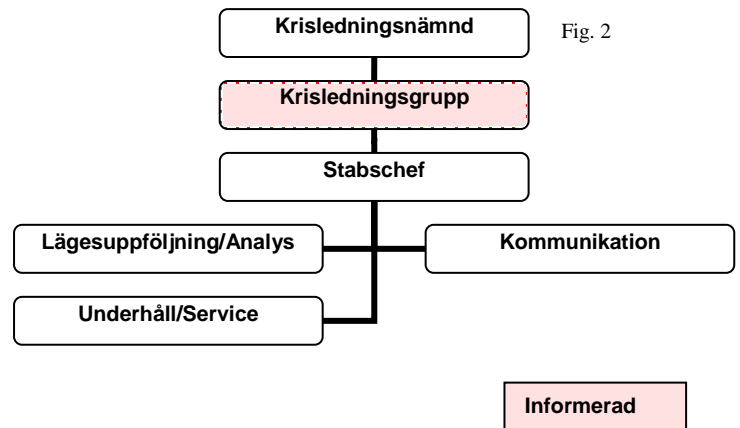 Krisledningsnämnd
Fig. 2
Krisledningsgrupp
Stabschef
Lägesuppföljning/Analys
Kommunikation
Underhåll/Service
Informerad